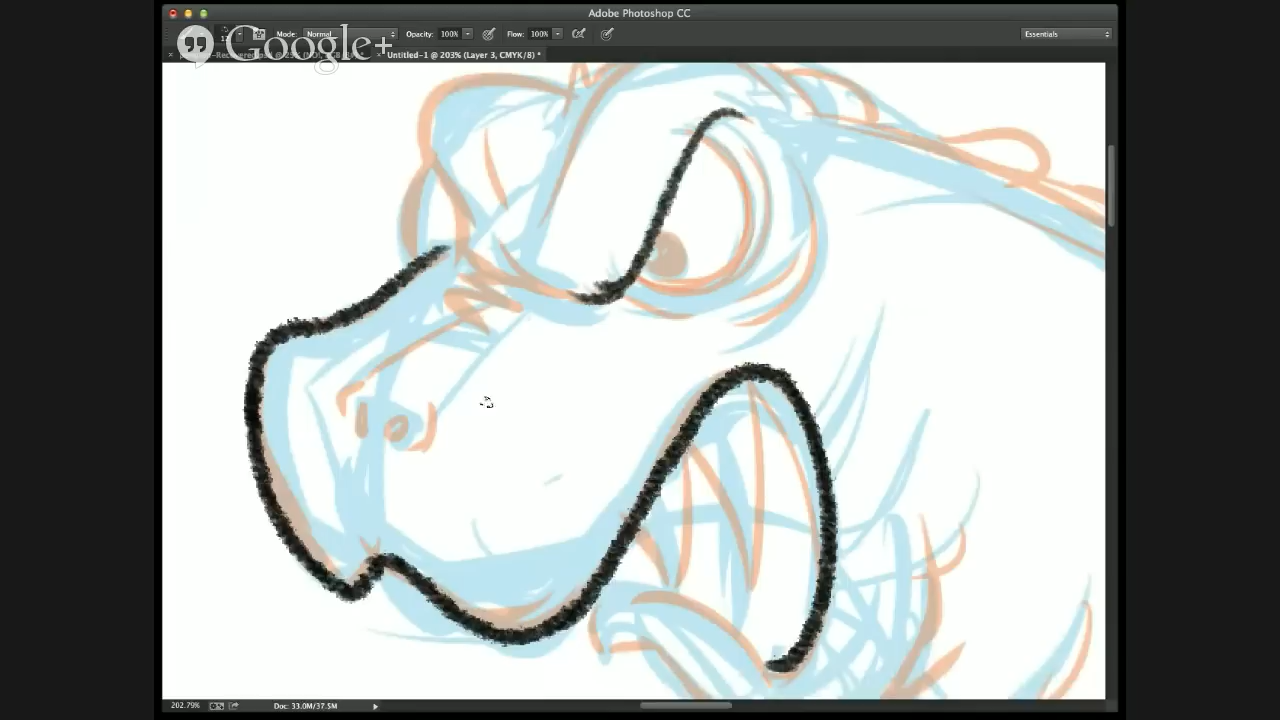 Adobe Photoshop CC
Google+
Mode: Normal Opacity: 100% Flow: 100% Essentials
Untitled-1 @ 203% (Layer 3, CMYK/8) *
202.79% Doc: 33.0M/37.5M